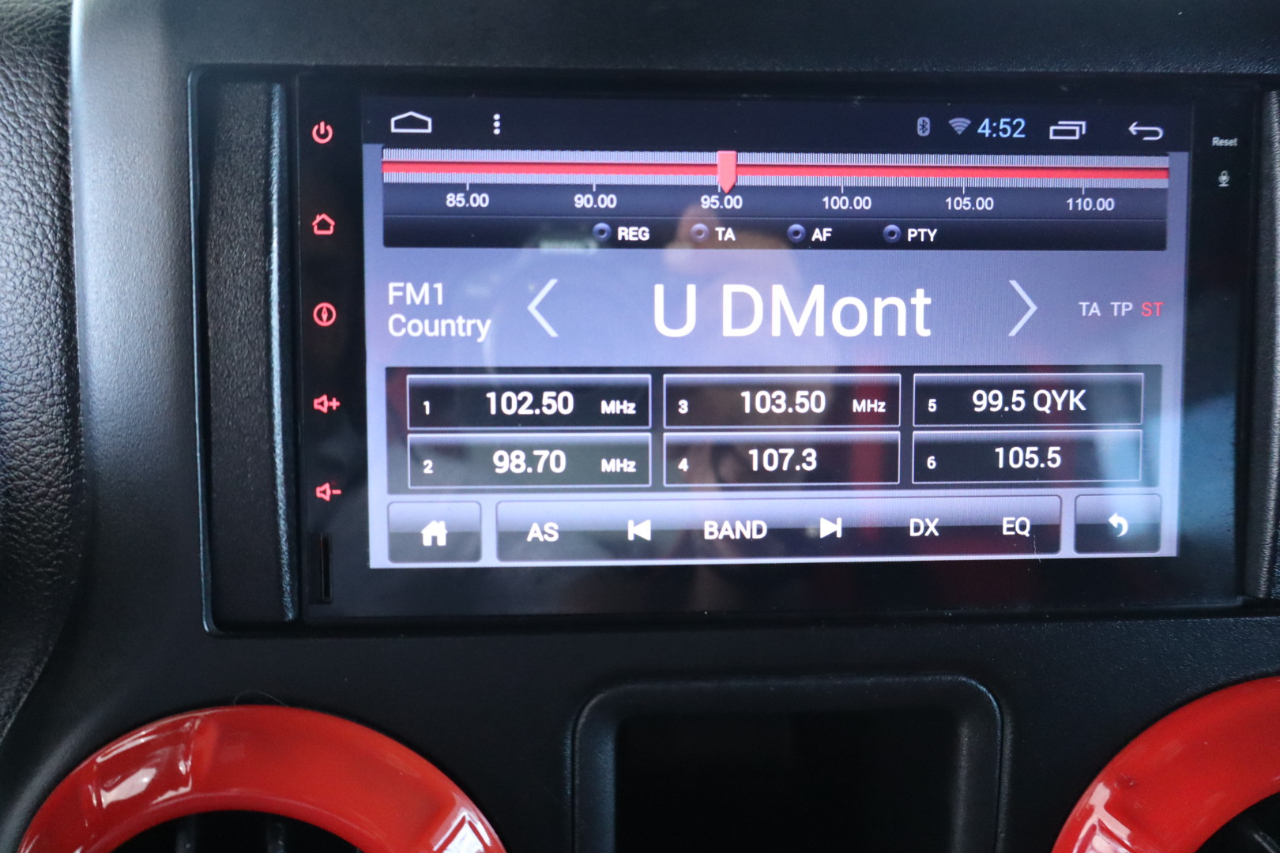 4:52
Reset
85.00 90.00 95.00 100.00 105.00 110.00
REG TA AF PTY
FM1
Country
U DMont
TA TP ST
1 102.50 MHz
3 103.50 MHz
5 99.5 QYK
2 98.70 MHz
4 107.3
6 105.5
AS BAND DX EQ